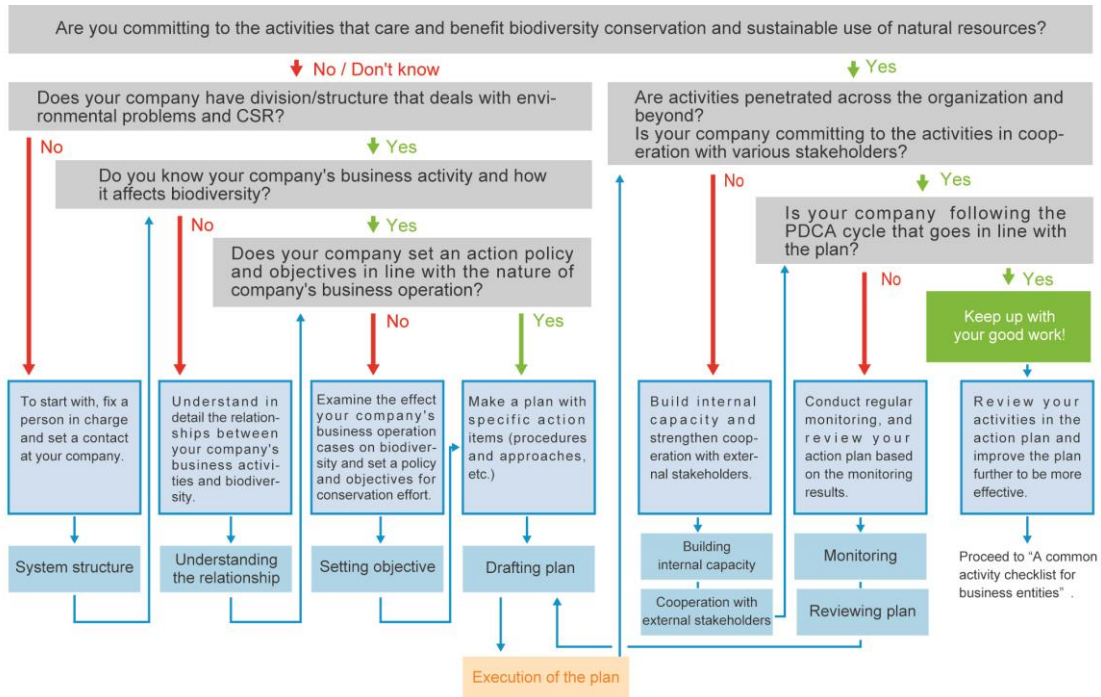 Are you committing to the activities that care and benefit biodiversity conservation and sustainable use of natural resources?
No / Don't know
Yes
Does your company have division/structure that deals with envi-
ronmental problems and CSR?
Are activities penetrated across the organization and
beyond?
Is your company committing to the activities in coop-
eration with various stakeholders?
No
Yes
Do you know your company's business activity and how
it affects biodiversity?
No
Yes
Is your company following the
PDCA cycle that goes in line with
the plan?
No
Yes
Does your company set an action policy
and objectives in line with the nature of
company's business operation?
No
Yes
No
Yes
Keep up with
your good work!
To start with, fix a
person in charge
and set a contact
at your company.
Understand in
detail the relation-
ships between
your company's
business activi-
ties and biodiver-
sity.
Examine the effect
your company's
business operation
cases on biodiver-
sity and set a policy
and objectives for
conservation effort.
Make a plan with
specific action
items (procedures
and approaches,
etc.)
Build internal
capacity and
strengthen coop-
eration with exter-
nal stakeholders.
Conduct regular
monitoring, and
review your
action plan based
on the monitoring
results.
Review your
activities in the
action plan and
improve the plan
further to be more
effective.
System structure
Understanding
the relationship
Setting objective
Drafting plan
Building
internal capacity
Cooperation with
external stakeholders
Monitoring
Reviewing plan
Proceed to "A common
activity checklist for
business entities" .
Execution of the plan